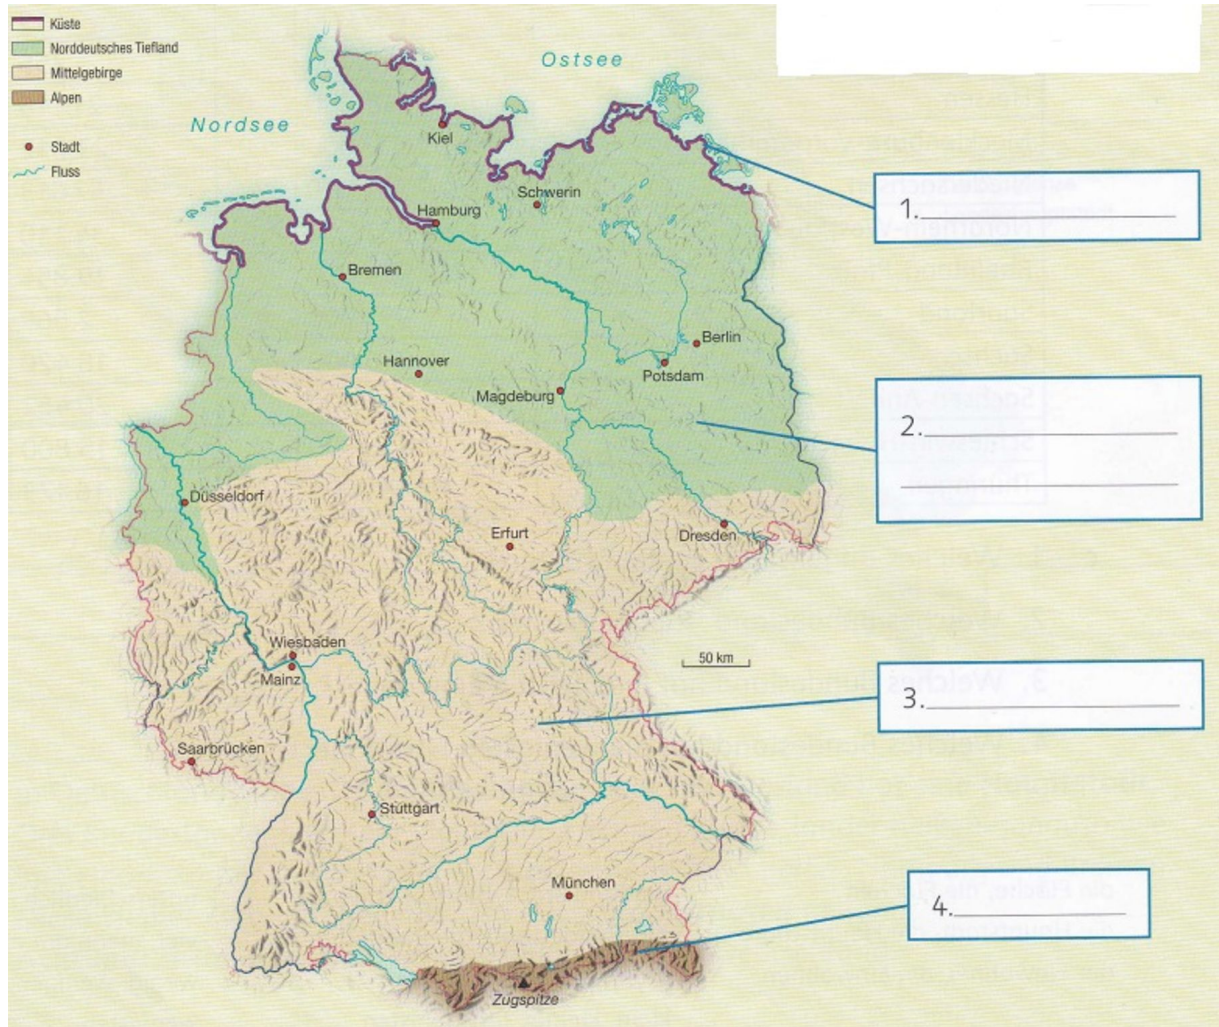 Küste
Norddeutsches Tiefland
Mittelgebirge
Alpen
Stadt
Fluss
Ostsee
Nordsee
Kiel
Schwerin
Hamburg
1.
Bremen
Berlin
Hannover
Potsdam
Magdeburg
2.
Düsseldorf
Erfurt
Dresden
Wiesbaden
50 km
Mainz
3.
Saarbrücken
Stuttgart
München
4.
Zugspitze